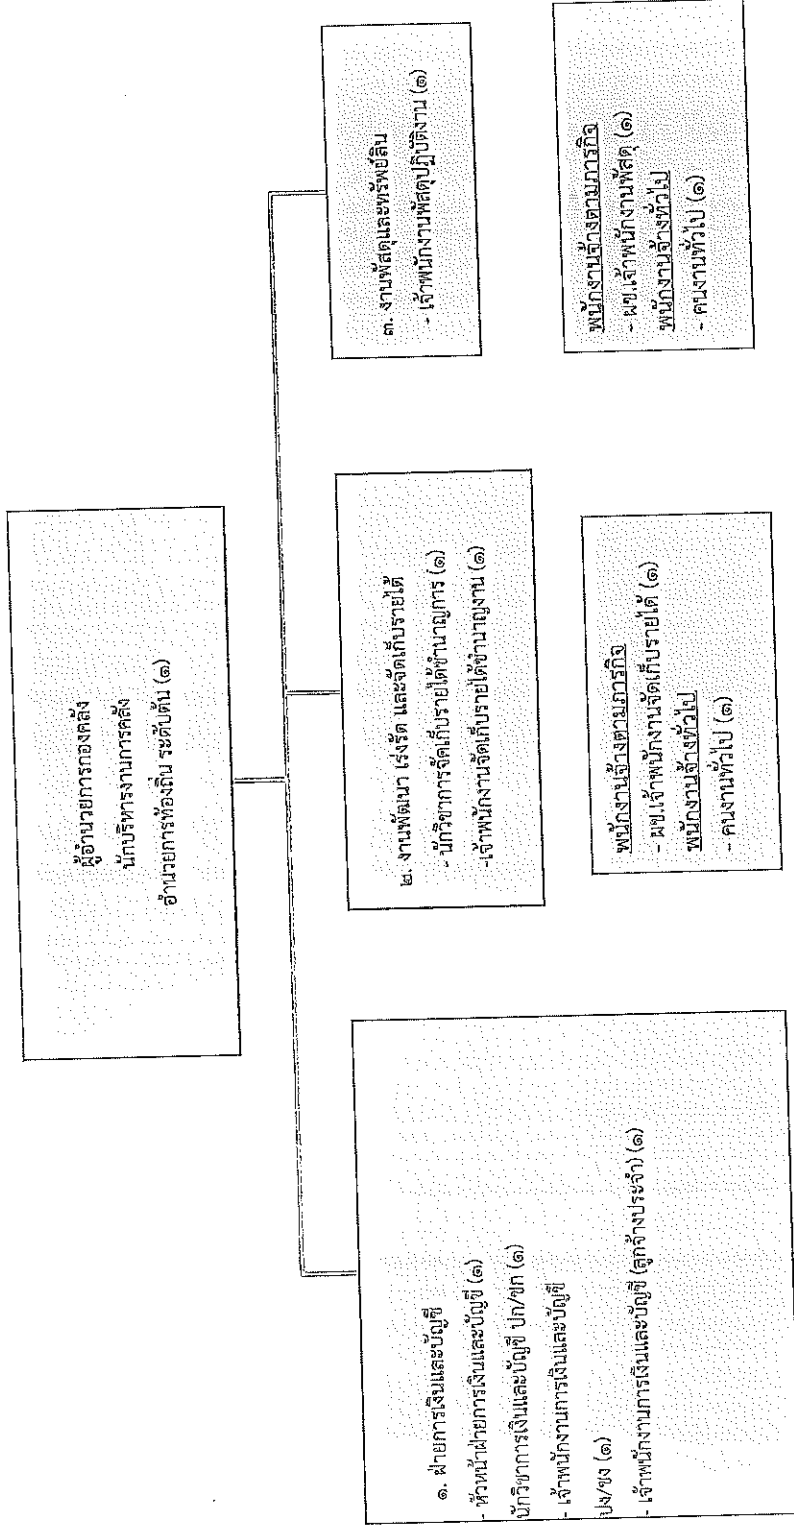 ผู้อำนวยการกองคลัง
นักบริหารงานการคลัง
อำนวยการท้องถิ่น ระดับต้น (๑)
๑. ฝ่ายการเงินและบัญชี
- หัวหน้าฝ่ายการเงินและบัญชี (๑)
นักวิชาการเงินและบัญชี ปก/ชก (๑)
- เจ้าพนักงานการเงินและบัญชี
ปง/ชง (๑)
- เจ้าพนักงานการเงินและบัญชี (ลูกจ้างประจำ) (๑)
๒. งานพัฒนา เร่งรัด และจัดเก็บรายได้
- นักวิชาการจัดเก็บรายได้ชำนาญการ (๑)
-เจ้าพนักงานจัดเก็บรายได้ชำนาญงาน (๑)
พนักงานจ้างตามภารกิจ
- ผช.เจ้าพนักงานจัดเก็บรายได้ (๑)
พนักงานจ้างทั่วไป
- คนงานทั่วไป (๑)
๓. งานพัสดุและทรัพย์สิน
- เจ้าพนักงานพัสดุปฏิบัติงาน (๑)
พนักงานจ้างตามภารกิจ
- ผช.เจ้าพนักงานพัสดุ (๑)
พนักงานจ้างทั่วไป
- คนงานทั่วไป (๑)